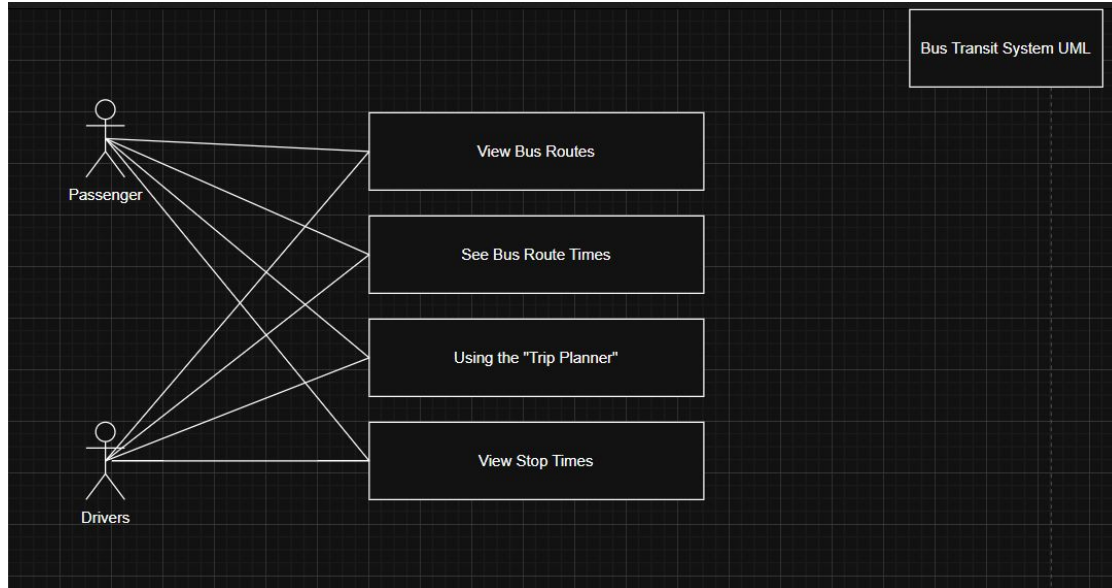 Bus Transit System UML
View Bus Routes
Passenger
See Bus Route Times
Using the "Trip Planner"
View Stop Times
Drivers